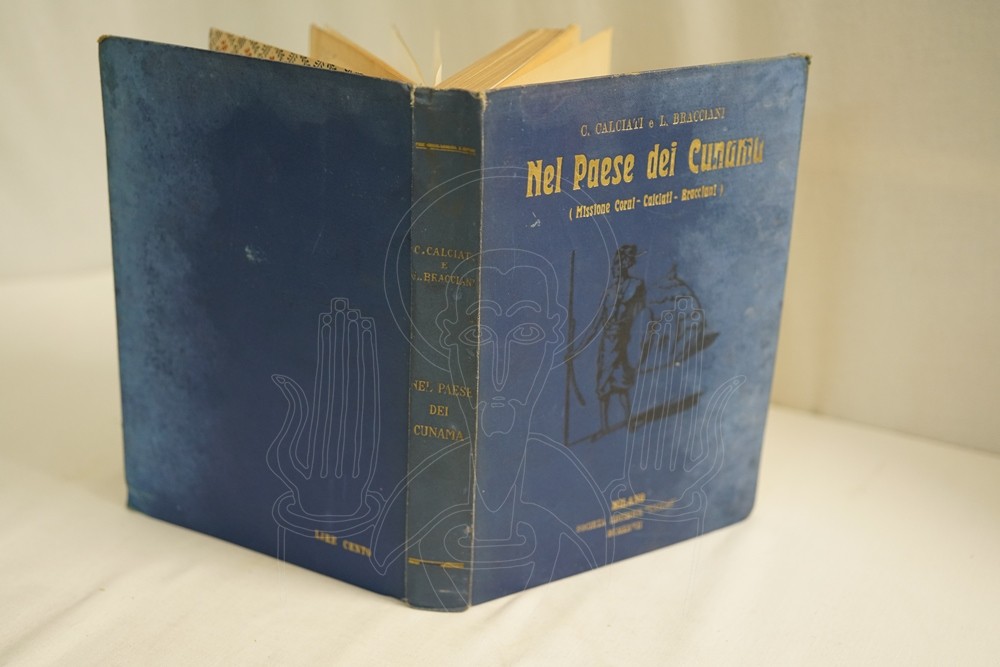 C. CALCIATI e L. BRACCIANI
Nel Paese dei Cunama
( Missione Corni - Calciati - Bracciani )
MILANO
SOCIETÀ
C. CALCIATI
E
L. BRACCIANI
NEL PAESE
DEI
CUNAMA
LIRE CENTO